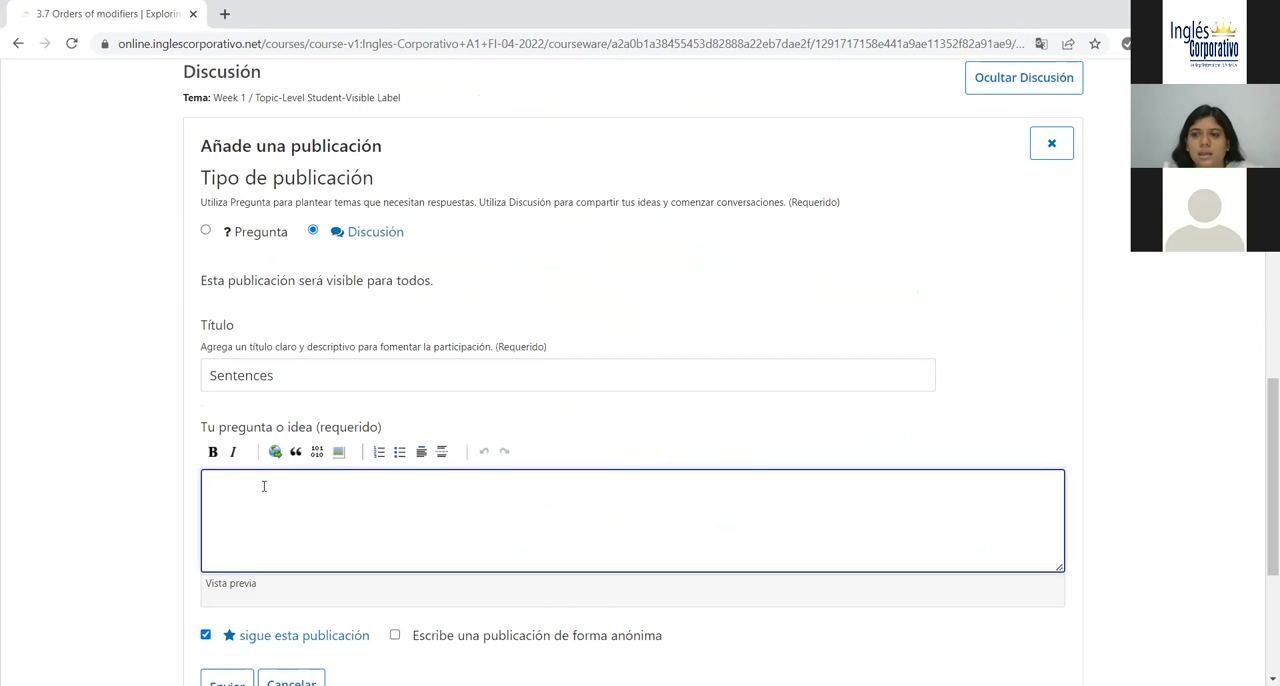 3.7 Orders of modifiers | Explorin
online.inglescorporativo.net/courses/course-v1:Ingles-Corporativo+A1+FI-04-2022/courseware/a2a0b1a38455453d82888a22eb7dae2f/1291717158e441a9ae11352f82a91ae9/...
Inglés
Corporativo
Discusión
Ocultar Discusión
Tema: Week 1 / Topic-Level Student-Visible Label
Añade una publicación
Tipo de publicación
Utiliza Pregunta para plantear temas que necesitan respuestas. Utiliza Discusión para compartir tus ideas y comenzar conversaciones. (Requerido)
? Pregunta
Discusión
Esta publicación será visible para todos.
Título
Agrega un título claro y descriptivo para fomentar la participación. (Requerido)
Sentences
Tu pregunta o idea (requerido)
B I
101
010
Vista previa
sigue esta publicación
Escribe una publicación de forma anónima
Enviar
Cancelar